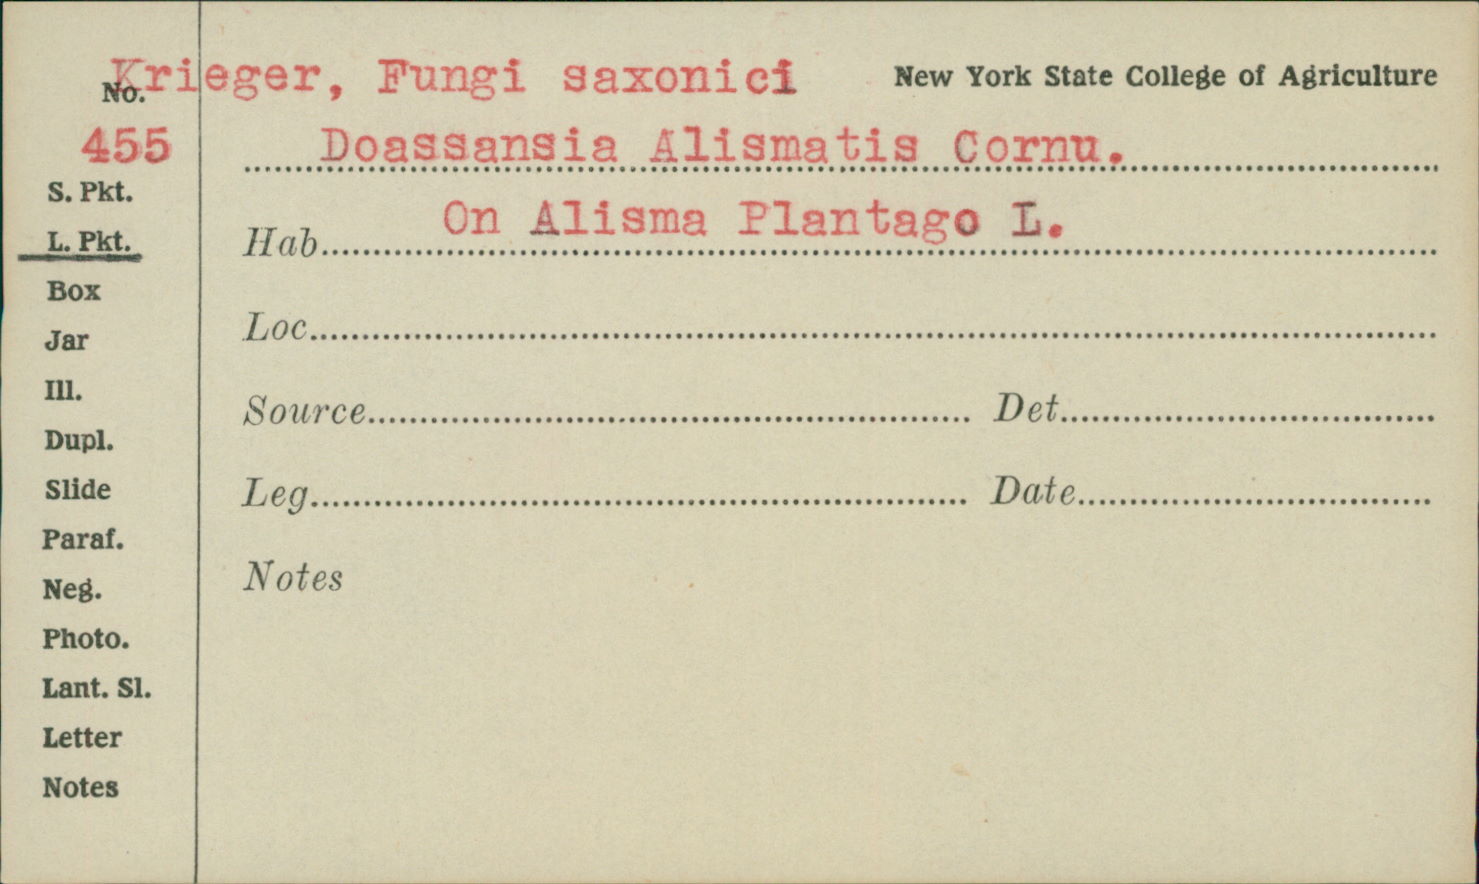 Krieger, Fungi saxonici
New York State College of Agriculture
No.
455
Doassansia Alismatis Cornu.
S. Pkt.
On Alisma Plantago L.
Hab
L. Pkt.
Box
Loc
Jar
Ill.
Source
Det
Dupl.
Slide
Leg
Date
Paraf.
Neg.
Notes
Photo.
Lant. Sl.
Letter
Notes